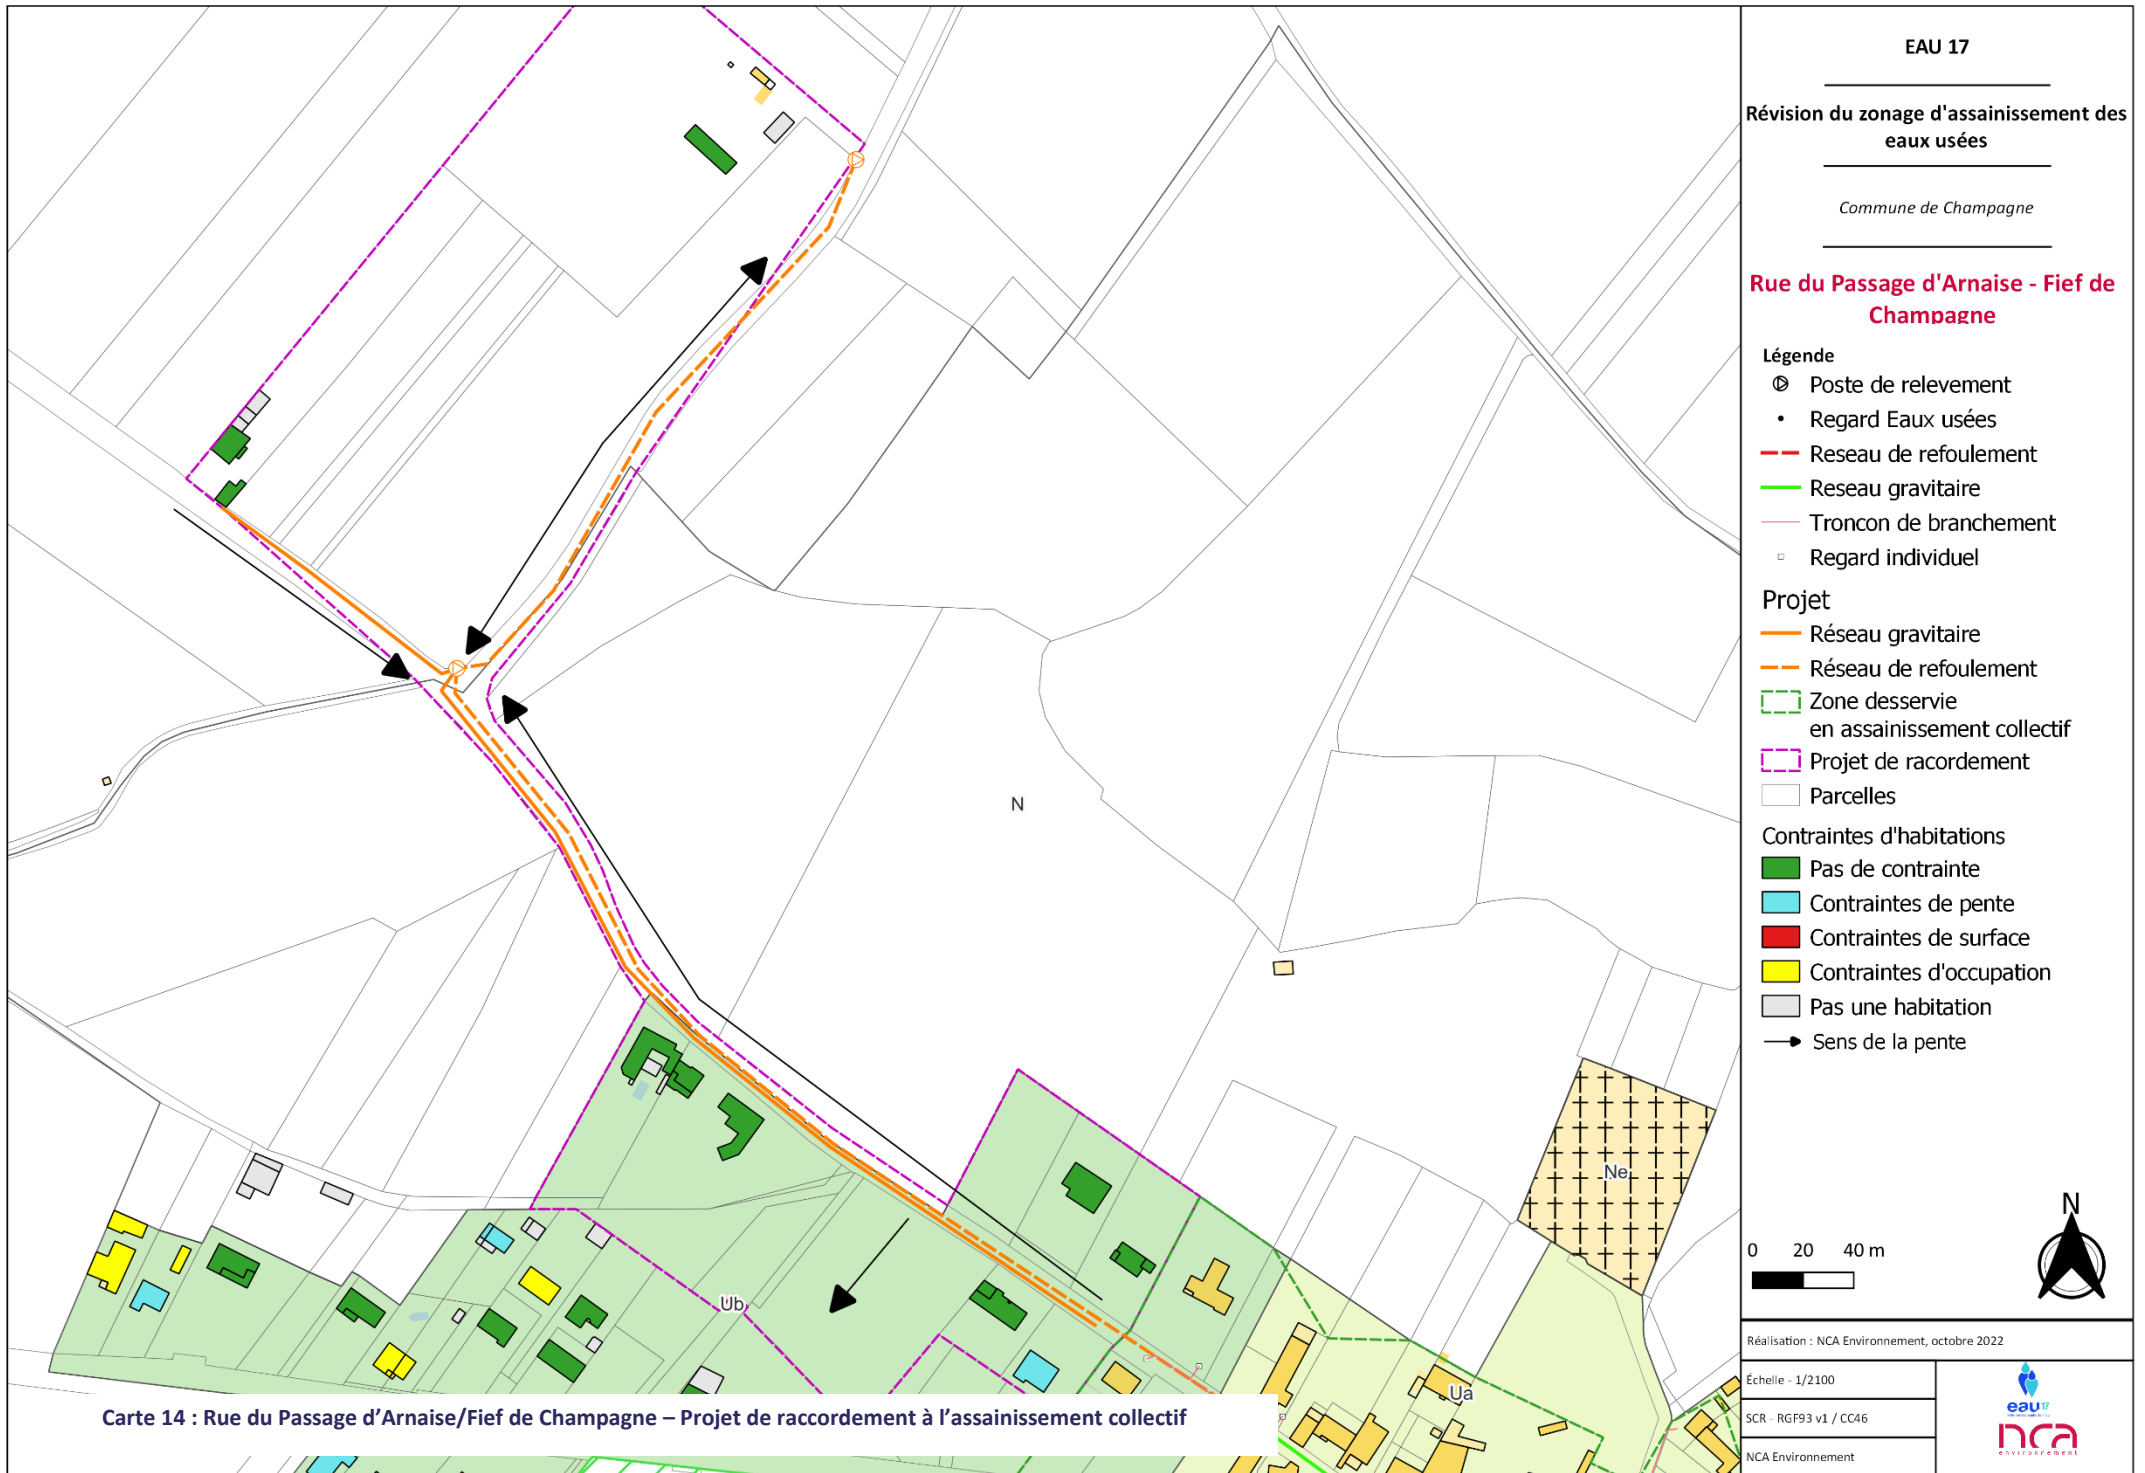 EAU 17
Révision du zonage d'assainissement des
eaux usées
Commune de Champagne
Rue du Passage d'Arnaise - Fief de
Champagne
Légende
Poste de relevement
Regard Eaux usées
Reseau de refoulement
Reseau gravitaire
Troncon de branchement
Regard individuel
Projet
Réseau gravitaire
Réseau de refoulement
Zone desservie
en assainissement collectif
Projet de racordement
Parcelles
Contraintes d'habitations
Pas de contrainte
Contraintes de pente
Contraintes de surface
Contraintes d'occupation
Pas une habitation
Sens de la pente
N
Ne
Ub
Ua
N
0 20 40 m
Réalisation : NCA Environnement, octobre 2022
Échelle - 1/2100
SCR - RGF93 v1 / CC46
NCA Environnement
eau17
nca
environnement
Carte 14 : Rue du Passage d'Arnaise/Fief de Champagne – Projet de raccordement à l'assainissement collectif